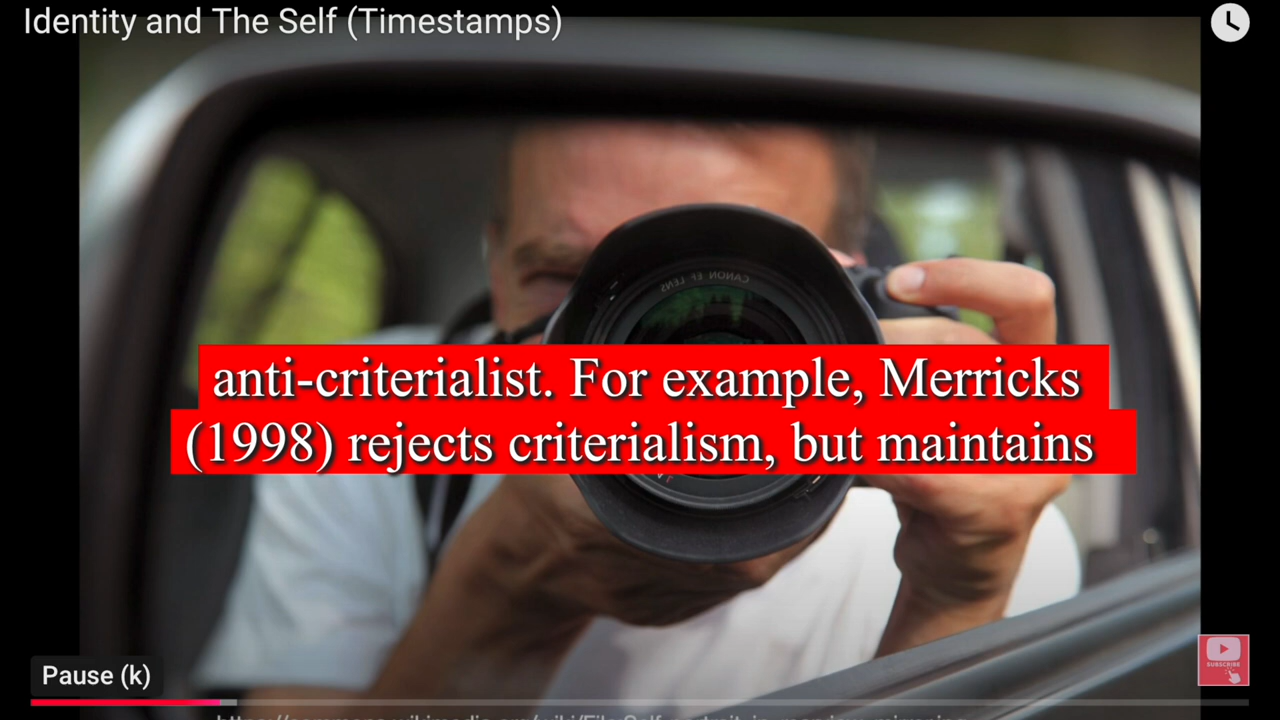 Identity and The Self (Timestamps)
CANON EF LENS
anti-criterialist. For example, Merricks
(1998) rejects criterialism, but maintains
Pause (k)
SUBSCRIBE